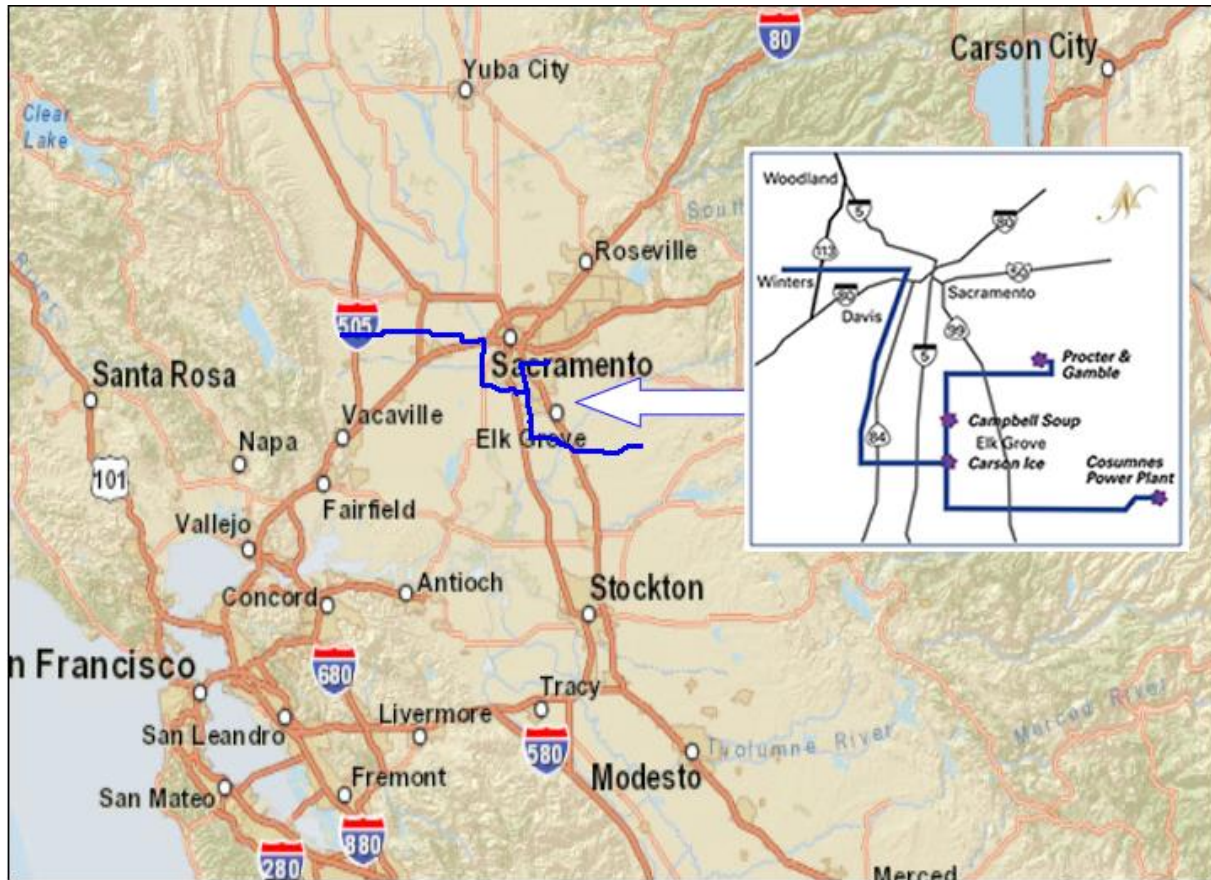 80
Carson City
Yuba City
Clear
Lake
South
Woodland
5
80
Roseville
113
50
Winters
80
Sacramento
Davis
505
99
Sacramento
Procter &
Gamble
Santa Rosa
5
Campbell Soup
Vacaville
84
Elk Grove
Elk Grove
Carson Ice
Napa
Cosumnes
Power Plant
101
Fairfield
Vallejo
Antioch
Stockton
Concord
n Francisco
680
Tracy
Merced River
Livermore
San Leandro
580
Tuolumne River
Fremont
Modesto
San Mateo
880
280
Merced